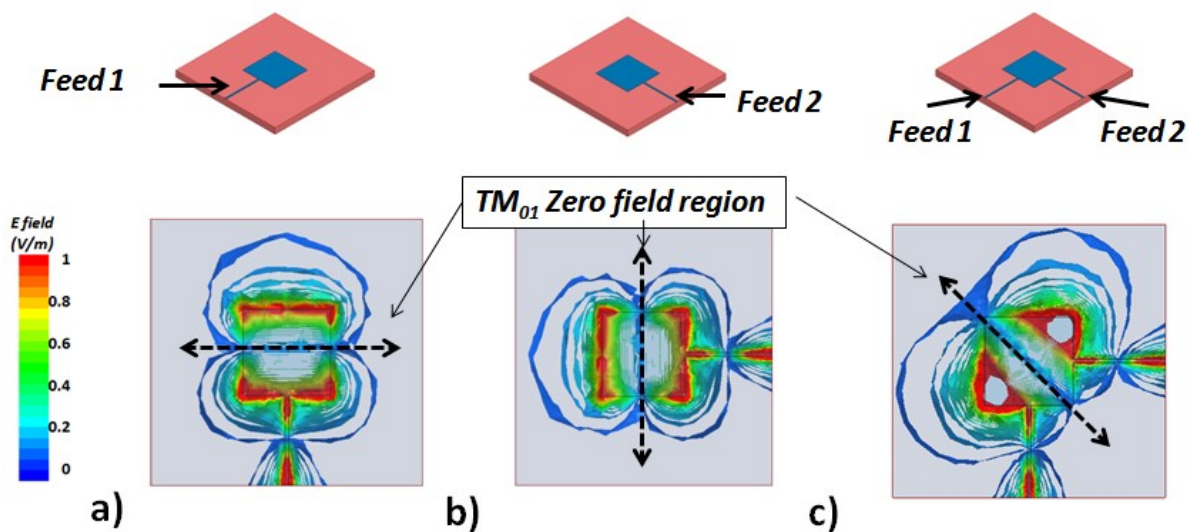 Feed 1
Feed 2
Feed 1
Feed 2
TM01 Zero field region
E field
(V/m)
1
0.8
0.6
0.4
0.2
0
a)
b)
c)